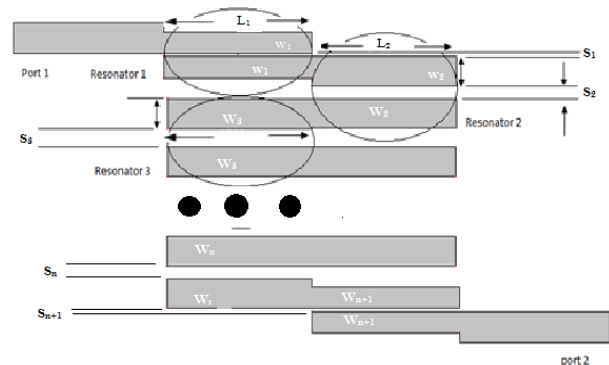 L1
L2
S1
W1
Port 1
Resonator 1
W1
W2
S2
W3
W2
Resonator 2
S3
Resonator 3
W3
Wn
Sn
Wn+1
Sn+1
Wn+1
port 2